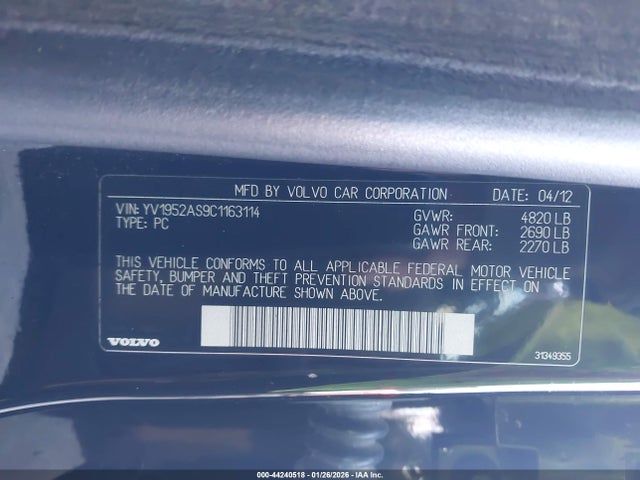 MFD BY VOLVO CAR CORPORATION DATE: 04/12
VIN: YV1952AS9C1163114
TYPE: PC
GVWR: 4820 LB
GAWR FRONT: 2690 LB
GAWR REAR: 2270 LB
THIS VEHICLE CONFORMS TO ALL APPLICABLE FEDERAL MOTOR VEHICLE
SAFETY, BUMPER AND THEFT PREVENTION STANDARDS IN EFFECT ON
THE DATE OF MANUFACTURE SHOWN ABOVE.
VOLVO
31349355
000-44240518 - 01/26/2026 - IAA Inc.